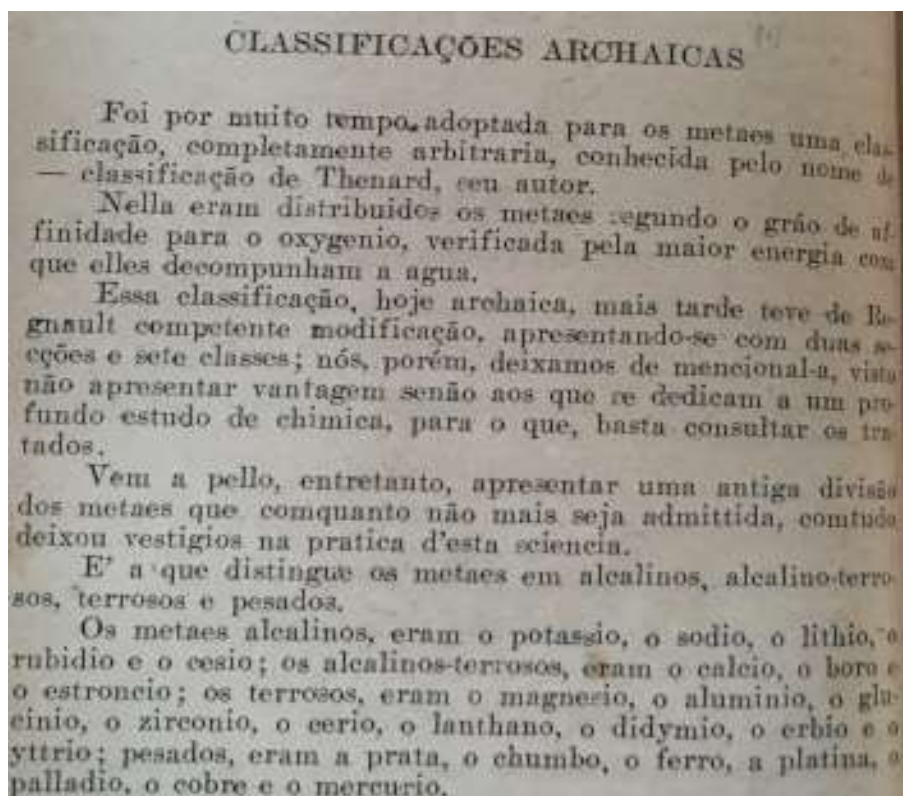 CLASSIFICAÇÕES ARCHAICAS
Foi por muito tempo adoptada para os metaes uma clas-
sificação, completamente arbitraria, conhecida pelo nome de
— classificação de Thenard, seu autor.
Nella eram distribuidos os metaes segundo o gráo de af-
finidade para o oxygenio, verificada pela maior energia com
que elles decompunham a agua.
Essa classificação, hoje archaica, mais tarde teve de Re-
gnault competente modificação, apresentando-se com duas se-
cções e sete classes; nós, porém, deixamos de mencional-a, visto
não apresentar vantagem senão aos que se dedicam a um pro-
fundo estudo de chimica, para o que, basta consultar os tra-
tados.
Vem a pello, entretanto, apresentar uma antiga divisão
dos metaes que comquanto não mais seja admittida, comtudo
deixou vestigios na pratica d'esta sciencia.
E' a que distingue os metaes em alcalinos, alcalino-terro-
sos, terrosos e pesados.
Os metaes alcalinos, eram o potassio, o sodio, o lithio, o
rubidio e o cesio; os alcalinos-terrosos, eram o calcio, o boro e
o estroncio; os terrosos, eram o magnesio, o aluminio, o glu-
cinio, o zirconio, o cerio, o lanthano, o didymio, o erbio e o
yttrio; pesados, eram a prata, o chumbo, o ferro, a platina, o
palladio, o cobre e o mercurio.